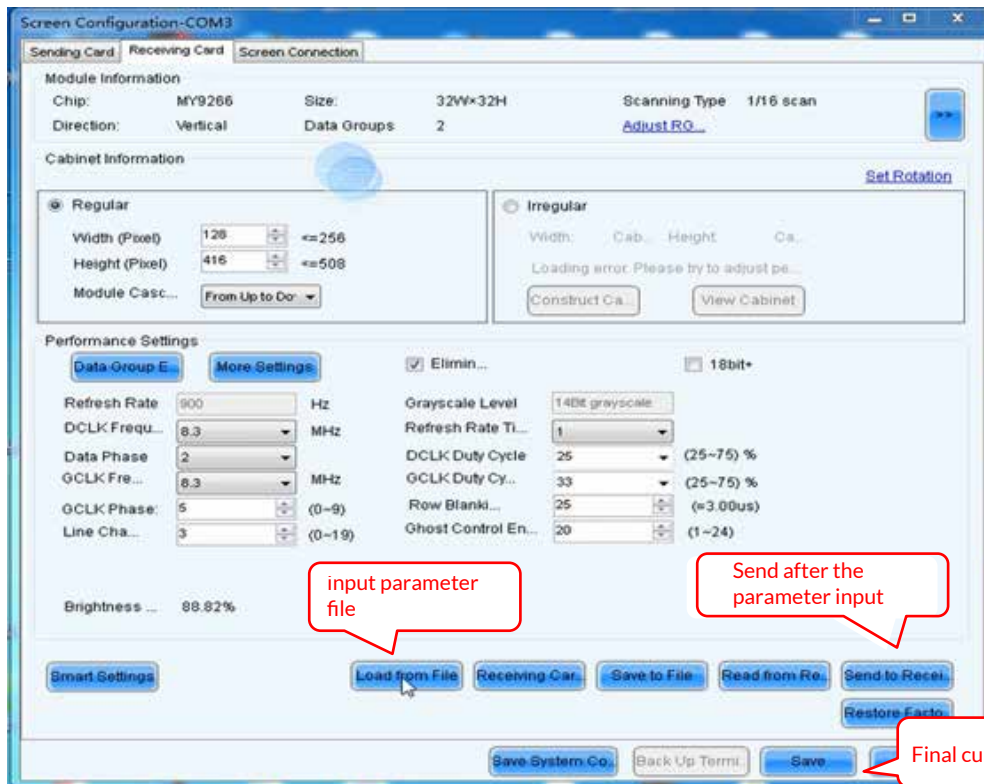 Screen Configuration-COM3
Sending Card Receiving Card Screen Connection
Module Information
Chip: MY9266 Size: 32W×32H Scanning Type 1/16 scan
Direction: Vertical Data Groups 2 Adjust RG...
>>
Cabinet Information
Set Rotation
Regular
Width (Pixel) 128 <=256
Height (Pixel) 416 <=508
Module Casc... From Up to Do
Irregular
Width: Cab... Height Ca...
Loading error. Please try to adjust pe...
Construct Ca... View Cabinet
Performance Settings
Data Group E... More Settings Elimin... 18bit+
Refresh Rate 900 Hz Grayscale Level 14Bit grayscale
DCLK Frequ... 8.3 MHz Refresh Rate Ti... 1
Data Phase 2 DCLK Duty Cycle 25 (25~75) %
GCLK Fre... 8.3 MHz GCLK Duty Cy... 33 (25~75) %
GCLK Phase: 5 (0~9) Row Blanki... 25 (=3.00us)
Line Cha... 3 (0~19) Ghost Control En... 20 (1~24)
input parameter
file
Send after the
parameter input
Brightness ... 88.82%
Smart Settings Load from File Receiving Car... Save to File Read from Re... Send to Recei...
Restore Facto...
Save System Co... Back Up Termi... Save
Final cu